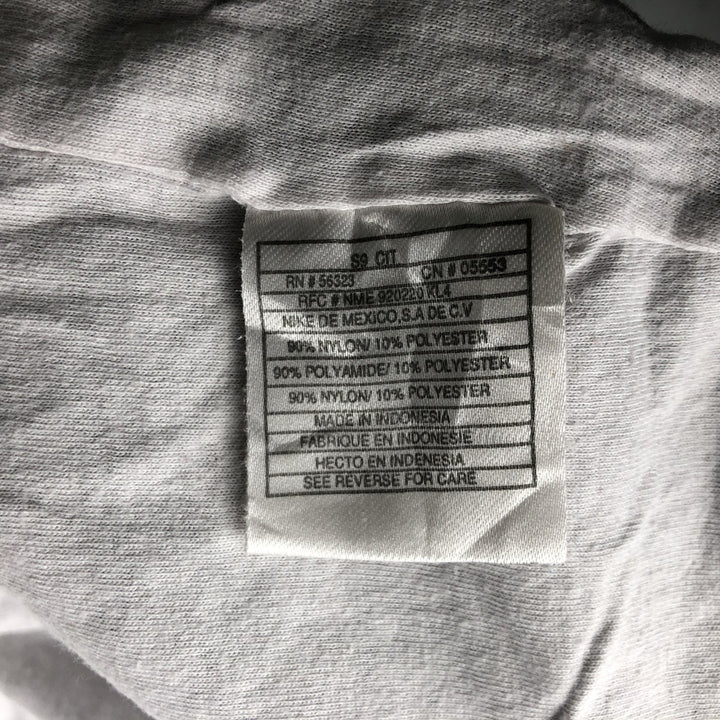 S9 CIT
RN # 56323 CN # 05553
RFC # NME 920220 KL4
NIKE DE MEXICO,S.A DE C.V
90% NYLON/ 10% POLYESTER
90% POLYAMIDE/ 10% POLYESTER
90% NYLON/ 10% POLYESTER
MADE IN INDONESIA
FABRIQUE EN INDONESIE
HECTO EN INDENESIA
SEE REVERSE FOR CARE